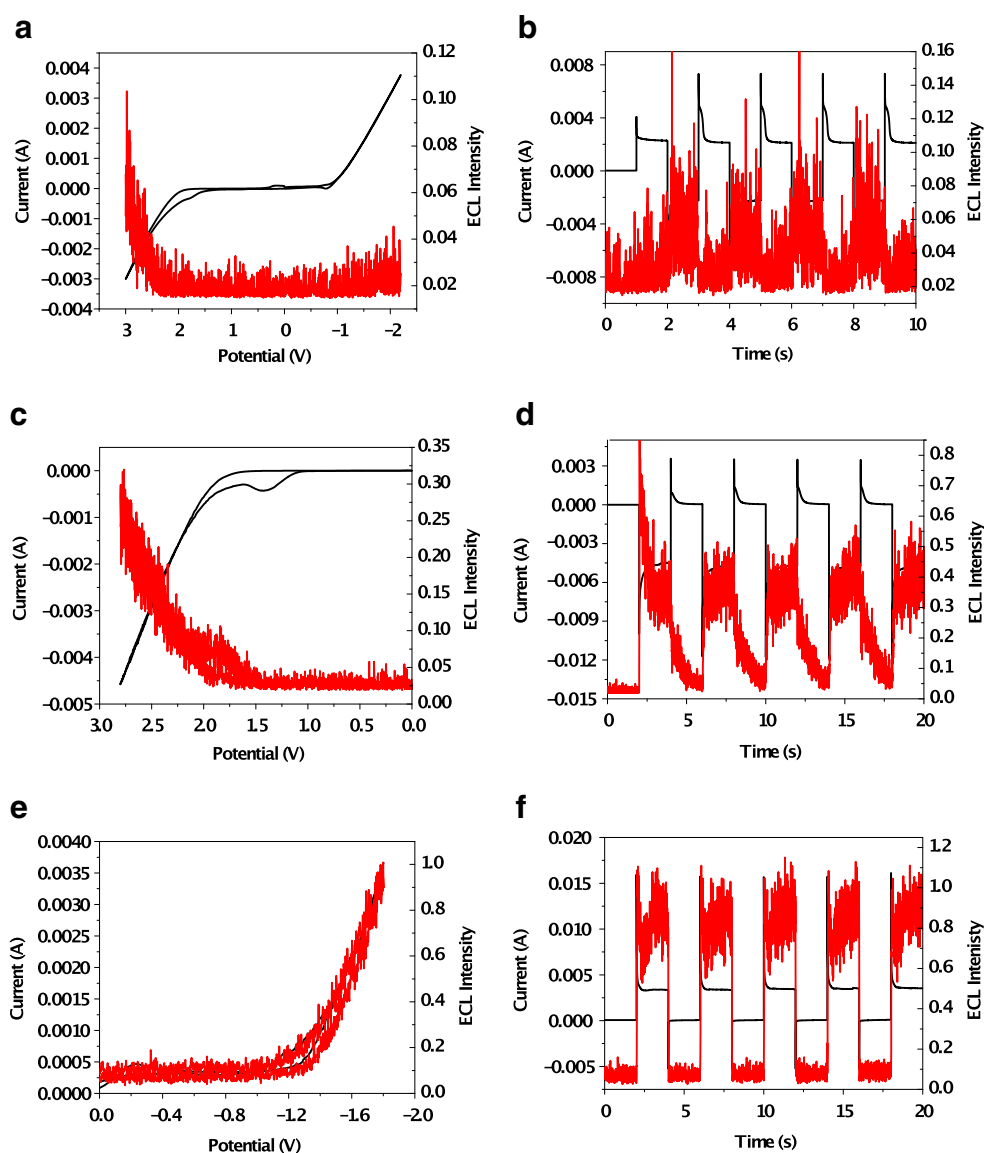 a
0.004
0.003
0.002
0.001
0.000
−0.001
−0.002
−0.003
−0.004
Current (A)
3 2 1 0 −1 −2
Potential (V)
0.12
0.10
0.08
0.06
0.04
0.02
0.00
ECL Intensity
b
0.008
0.004
0.000
−0.004
−0.008
Current (A)
0 2 4 6 8 10
Time (s)
0.16
0.14
0.12
0.10
0.08
0.06
0.04
0.02
0.00
ECL Intensity
c
0.000
−0.001
−0.002
−0.003
−0.004
−0.005
Current (A)
3.0 2.5 2.0 1.5 1.0 0.5 0.0
Potential (V)
0.35
0.30
0.25
0.20
0.15
0.10
0.05
0.00
ECL Intensity
d
0.003
0.000
−0.003
−0.006
−0.009
−0.012
−0.015
Current (A)
0 5 10 15 20
Time (s)
0.8
0.7
0.6
0.5
0.4
0.3
0.2
0.1
0.0
ECL Intensity
e
0.0040
0.0035
0.0030
0.0025
0.0020
0.0015
0.0010
0.0005
0.0000
Current (A)
0.0 −0.4 −0.8 −1.2 −1.6 −2.0
Potential (V)
1.0
0.8
0.6
0.4
0.2
0.0
ECL Intensity
f
0.020
0.015
0.010
0.005
0.000
−0.005
Current (A)
0 5 10 15 20
Time (s)
1.2
1.0
0.8
0.6
0.4
0.2
0.0
ECL Intenisty